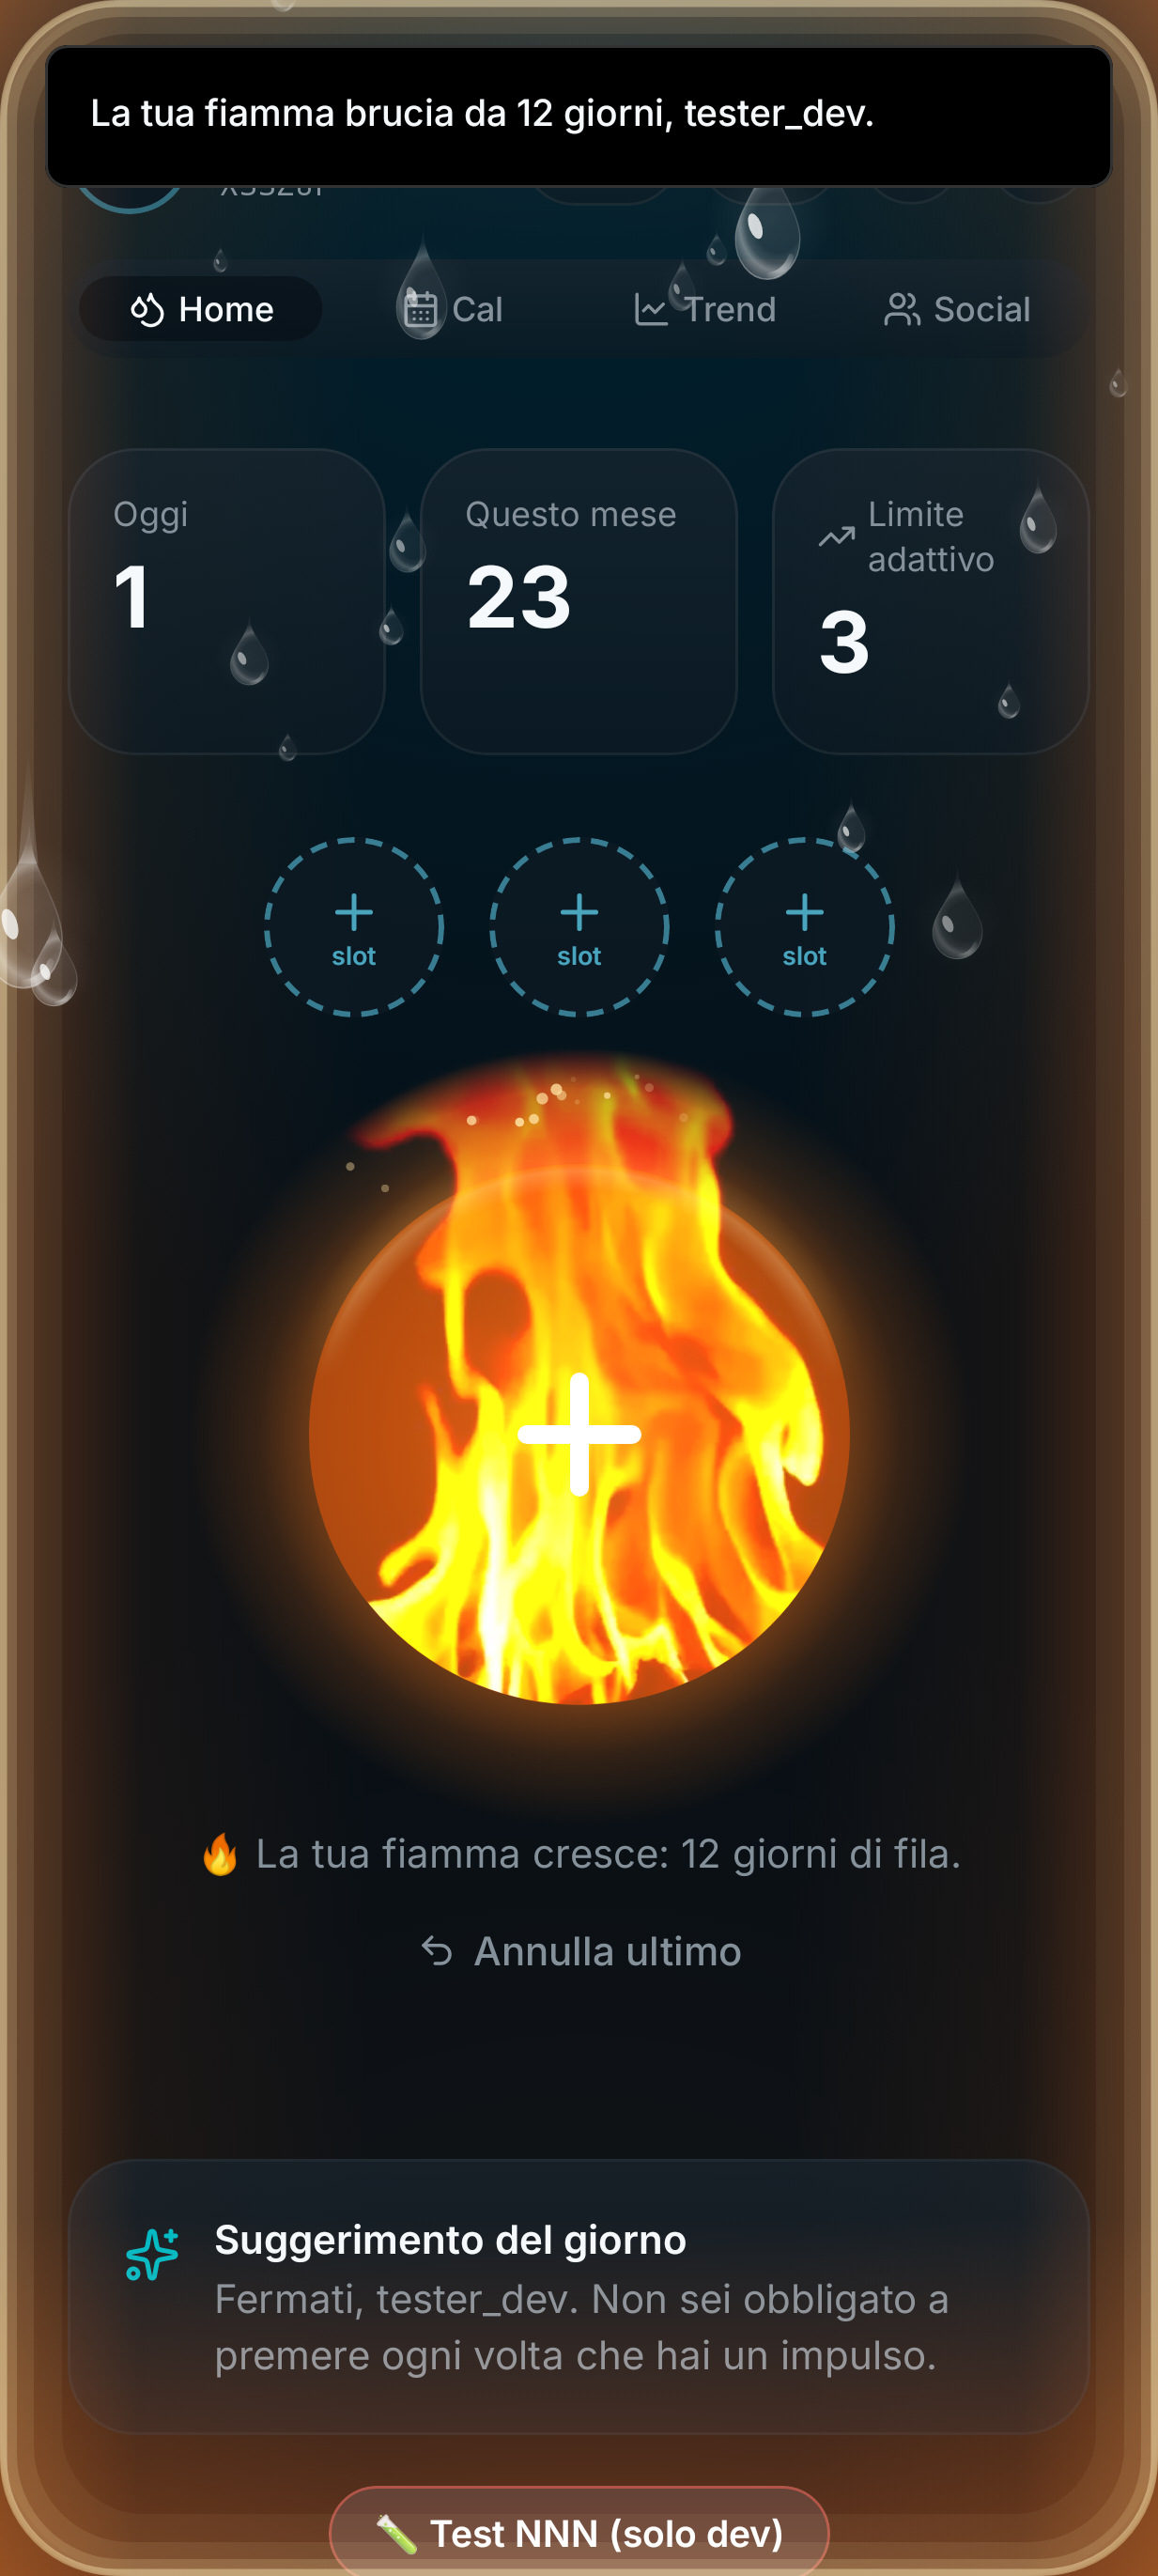 La tua fiamma brucia da 12 giorni, tester_dev.
Home
Cal
Trend
Social
Oggi
1
Questo mese
23
Limite
adattivo
3
slot
slot
slot
🔥 La tua fiamma cresce: 12 giorni di fila.
Annulla ultimo
Suggerimento del giorno
Fermati, tester_dev. Non sei obbligato a
premere ogni volta che hai un impulso.
Test NNN (solo dev)